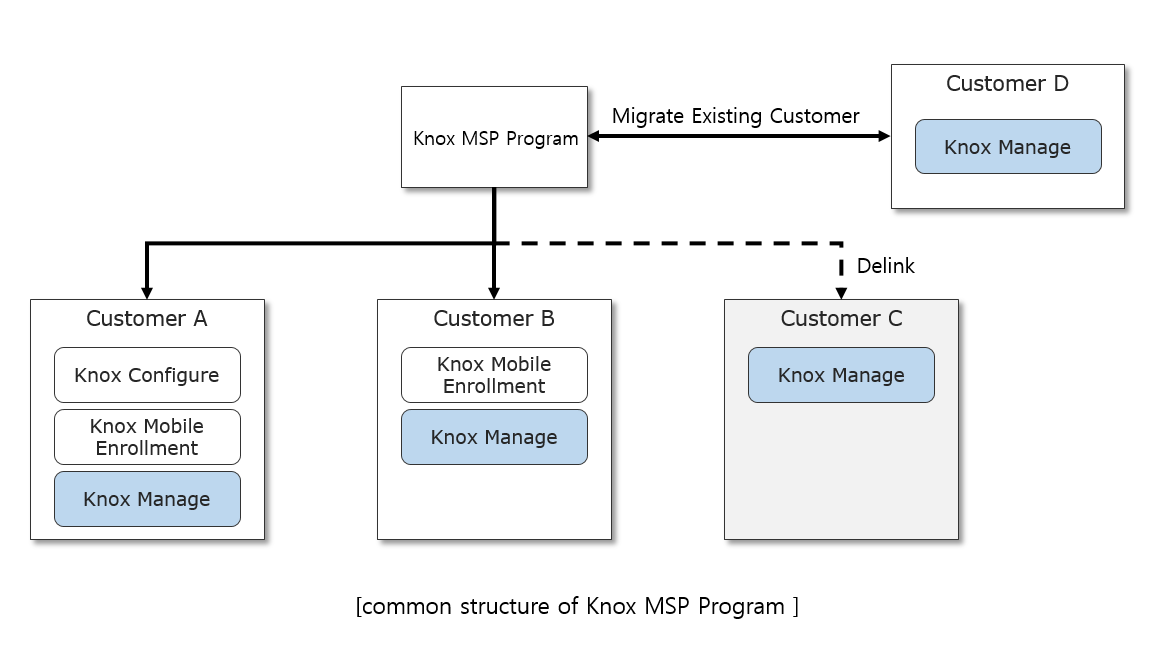 Customer D
Migrate Existing Customer
Knox MSP Program
Knox Manage
Delink
Customer A
Knox Configure
Knox Mobile
Enrollment
Knox Manage
Customer B
Knox Mobile
Enrollment
Knox Manage
Customer C
Knox Manage
[common structure of Knox MSP Program ]